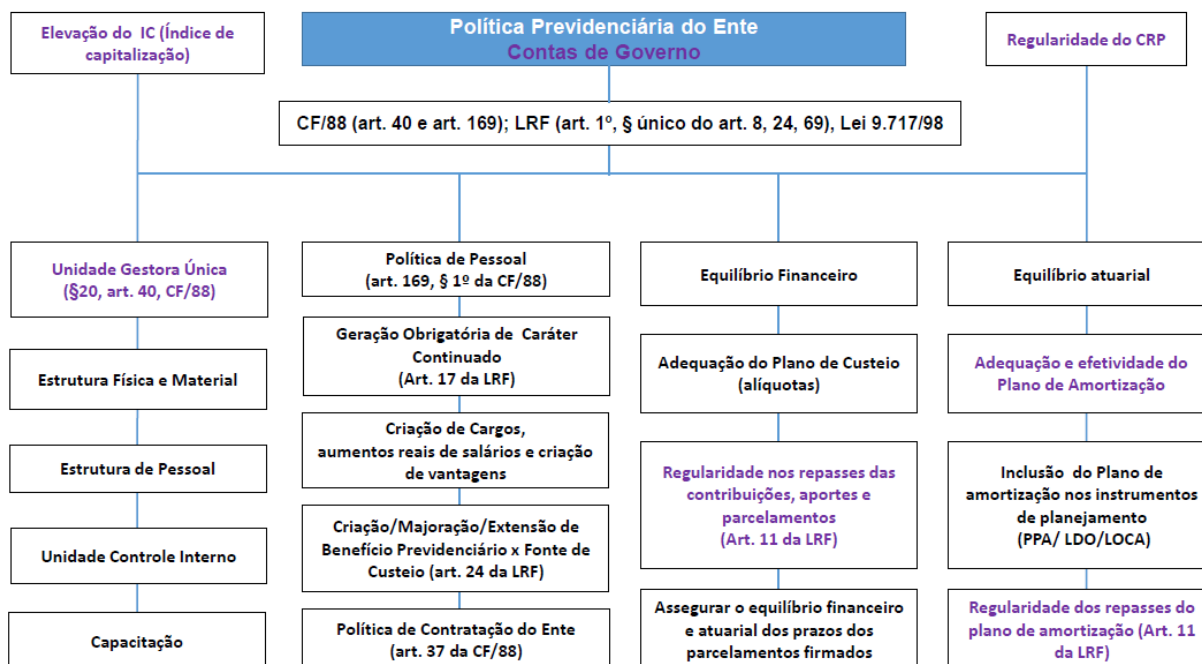 Elevação do IC (Índice de
capitalização)
Política Previdenciária do Ente
Contas de Governo
Regularidade do CRP
CF/88 (art. 40 e art. 169); LRF (art. 1º, § único do art. 8, 24, 69), Lei 9.717/98
Unidade Gestora Única
(§20, art. 40, CF/88)
Estrutura Física e Material
Estrutura de Pessoal
Unidade Controle Interno
Capacitação
Política de Pessoal
(art. 169, § 1º da CF/88)
Geração Obrigatória de Caráter
Continuado
(Art. 17 da LRF)
Criação de Cargos,
aumentos reais de salários e criação
de vantagens
Criação/Majoração/Extensão de
Benefício Previdenciário x Fonte de
Custeio (art. 24 da LRF)
Política de Contratação do Ente
(art. 37 da CF/88)
Equilíbrio Financeiro
Adequação do Plano de Custeio
(alíquotas)
Regularidade nos repasses das
contribuições, aportes e
parcelamentos
(Art. 11 da LRF)
Assegurar o equilíbrio financeiro
e atuarial dos prazos dos
parcelamentos firmados
Equilíbrio atuarial
Adequação e efetividade do
Plano de Amortização
Inclusão do Plano de
amortização nos instrumentos
de planejamento
(PPA/ LDO/LOCA)
Regularidade dos repasses do
plano de amortização (Art. 11
da LRF)